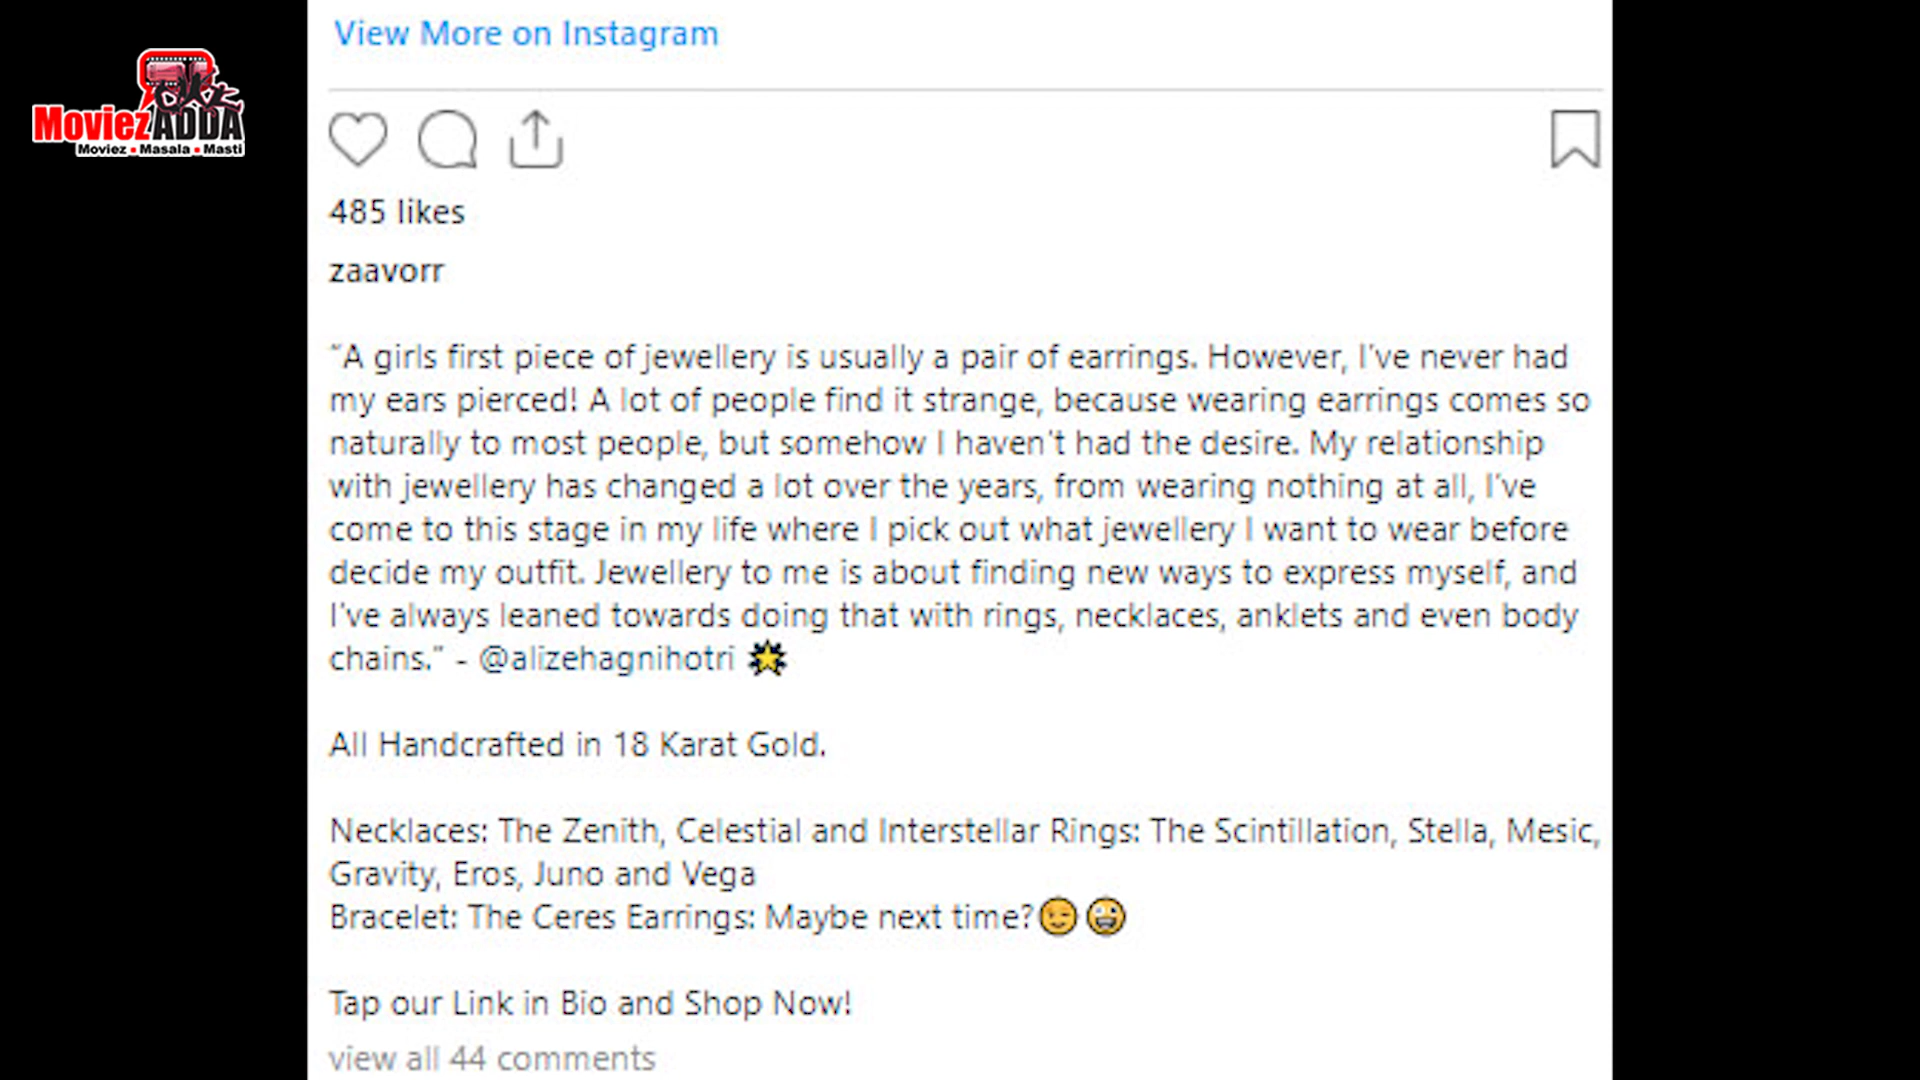 View More on Instagram
MoviezADDA
Moviez • Masala • Masti
485 likes
zaavorr
"A girls first piece of jewellery is usually a pair of earrings. However, I've never had
my ears pierced! A lot of people find it strange, because wearing earrings comes so
naturally to most people, but somehow I haven't had the desire. My relationship
with jewellery has changed a lot over the years, from wearing nothing at all, I've
come to this stage in my life where I pick out what jewellery I want to wear before
decide my outfit. Jewellery to me is about finding new ways to express myself, and
I've always leaned towards doing that with rings, necklaces, anklets and even body
chains." - @alizehagnihotri 🌟
All Handcrafted in 18 Karat Gold.
Necklaces: The Zenith, Celestial and Interstellar Rings: The Scintillation, Stella, Mesic,
Gravity, Eros, Juno and Vega
Bracelet: The Ceres Earrings: Maybe next time?😉🤪
Tap our Link in Bio and Shop Now!
view all 44 comments